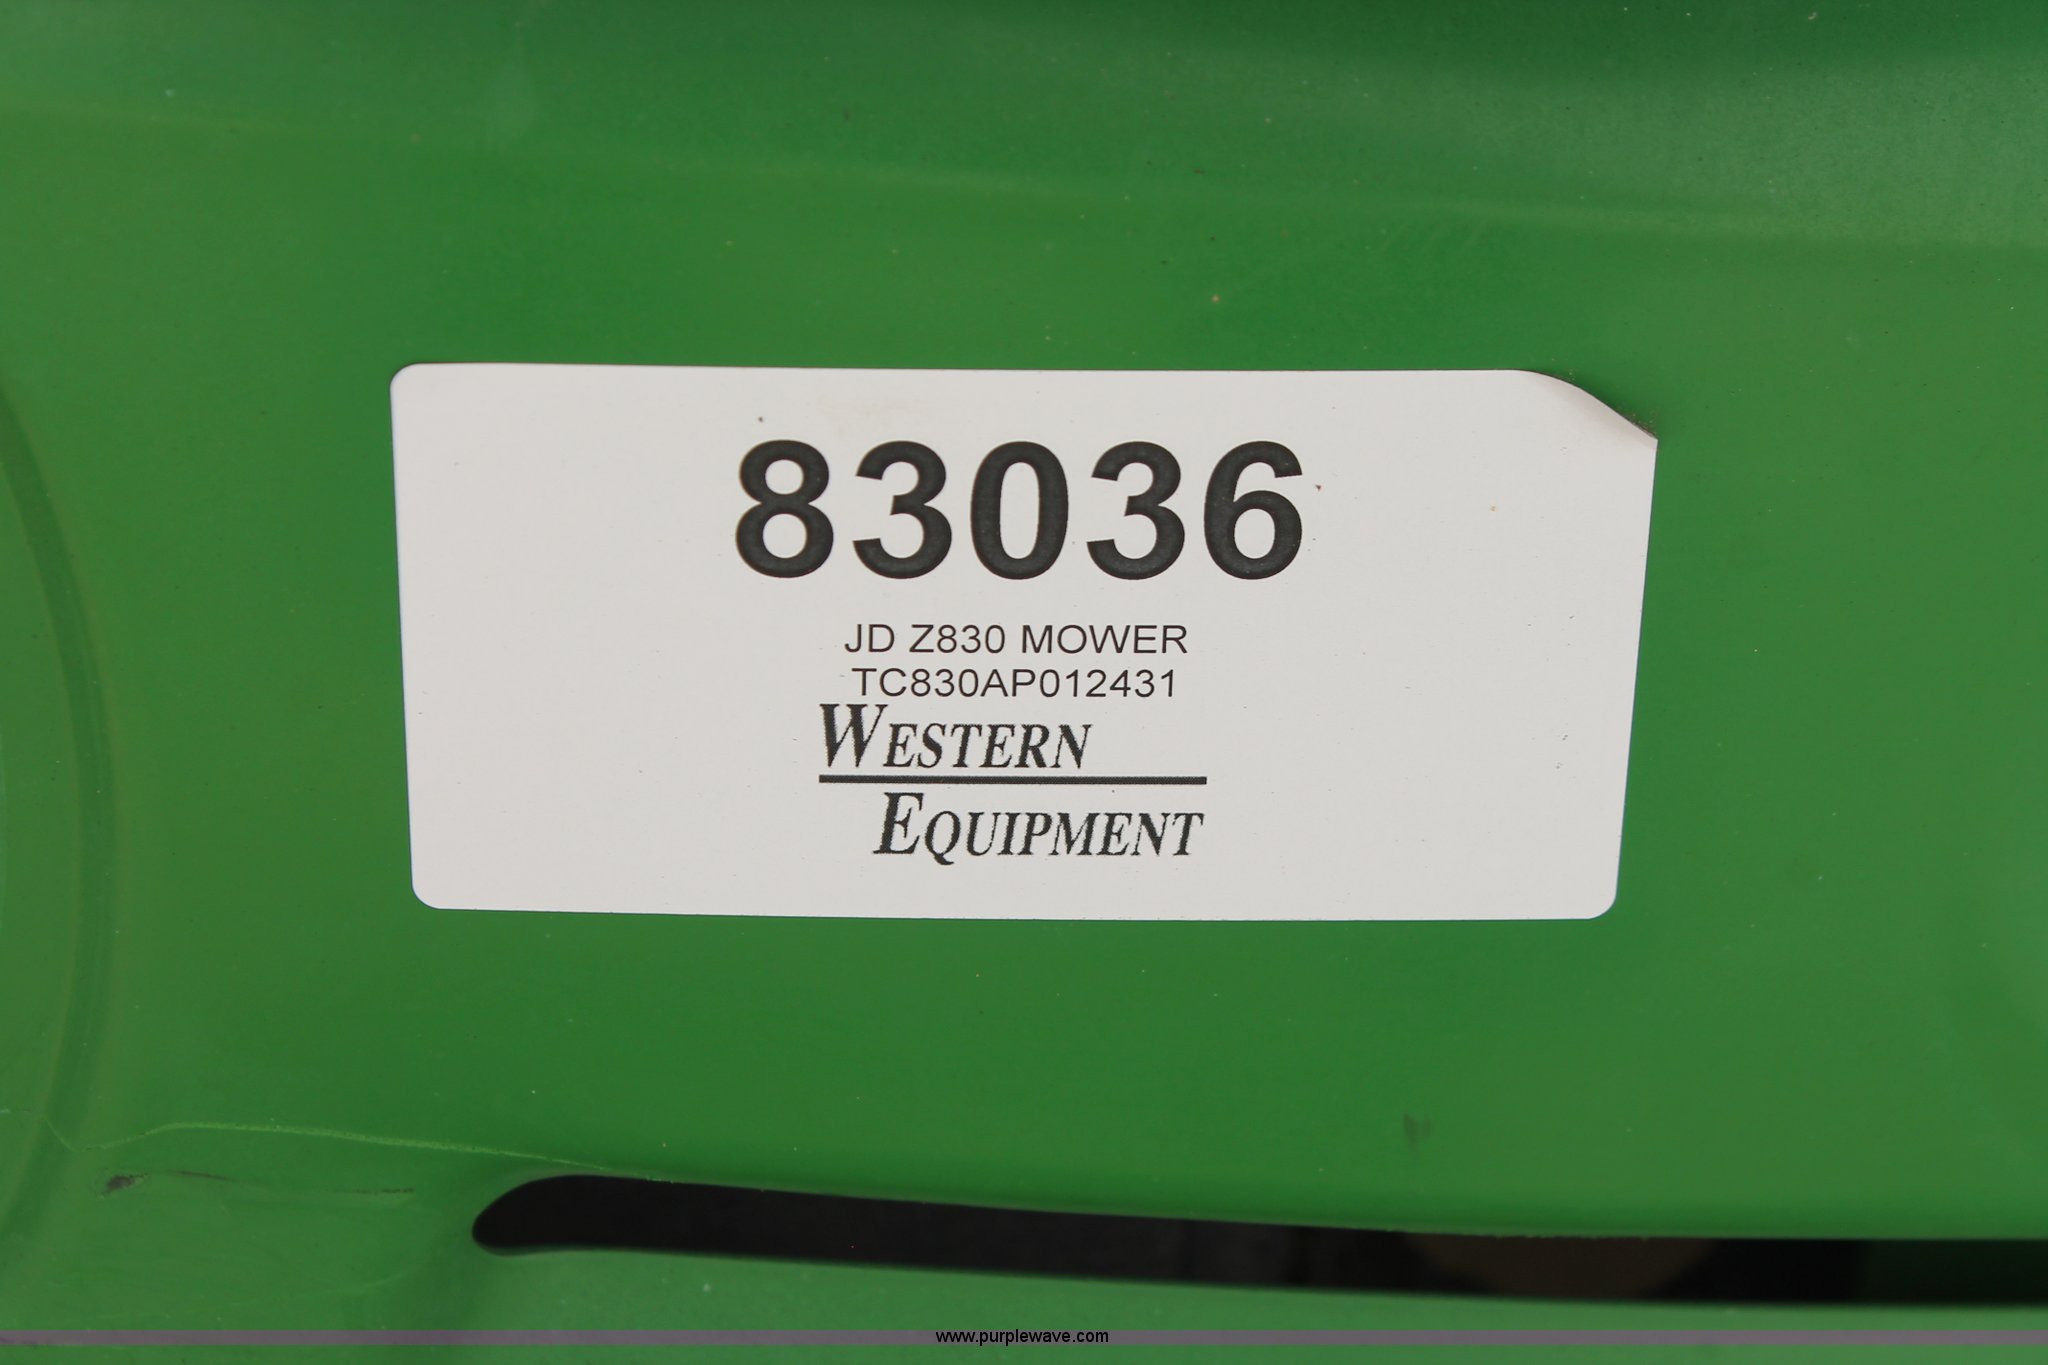 83036
JD Z830 MOWER
TC830AP012431
WESTERN
EQUIPMENT
www.purplewave.com